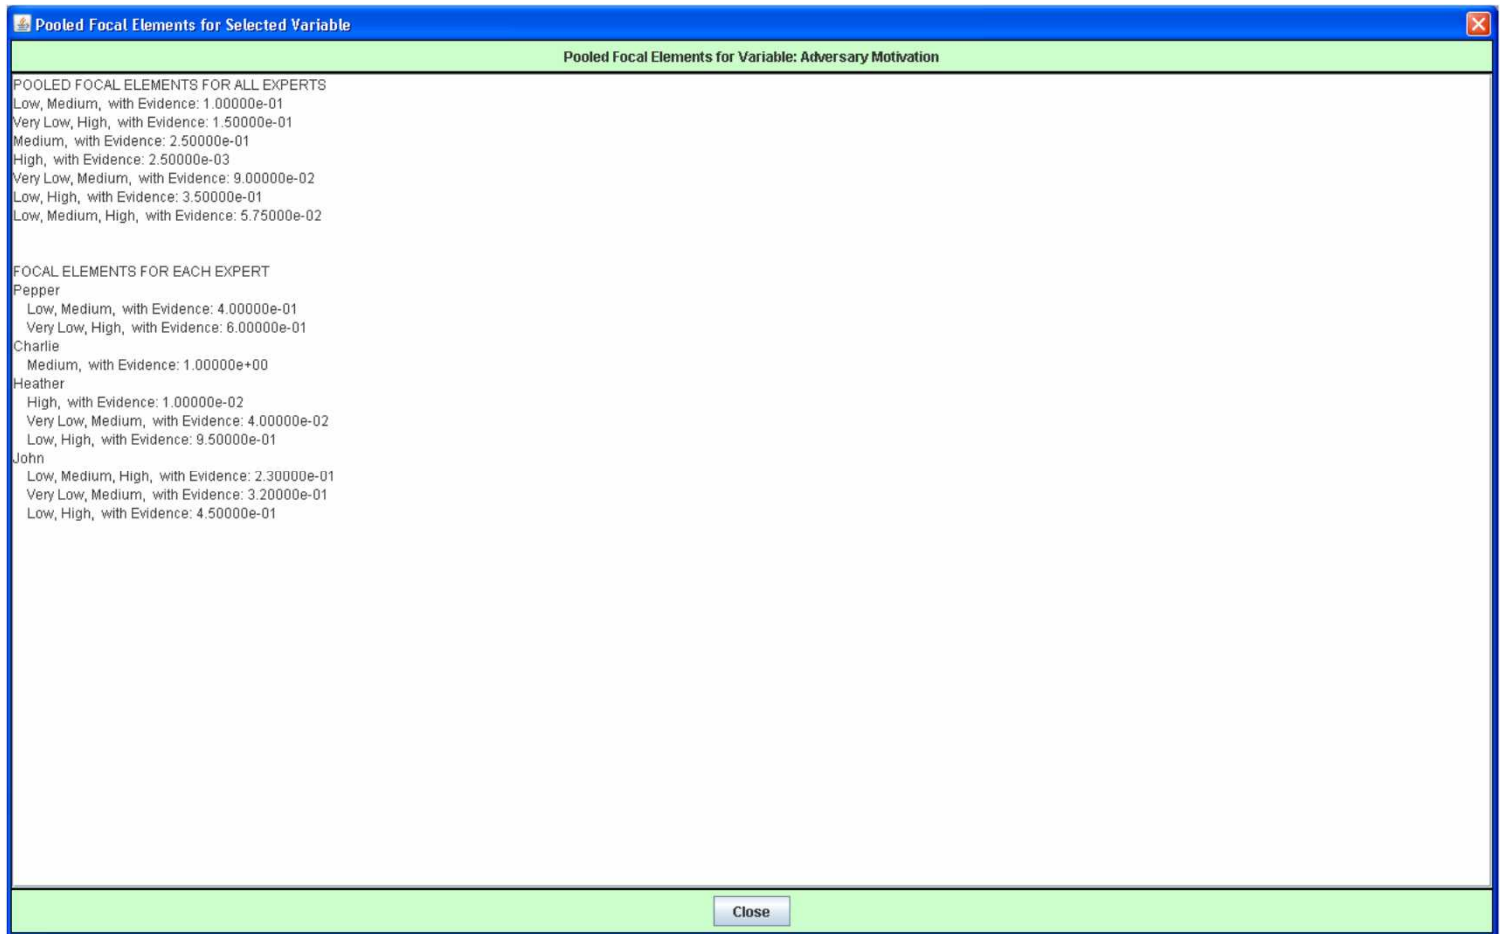 Pooled Focal Elements for Selected Variable
Pooled Focal Elements for Variable: Adversary Motivation
POOLED FOCAL ELEMENTS FOR ALL EXPERTS
Low, Medium,  with Evidence: 1.00000e-01
Very Low, High,  with Evidence: 1.50000e-01
Medium,  with Evidence: 2.50000e-01
High,  with Evidence: 2.50000e-03
Very Low, Medium,  with Evidence: 9.00000e-02
Low, High,  with Evidence: 3.50000e-01
Low, Medium, High,  with Evidence: 5.75000e-02
FOCAL ELEMENTS FOR EACH EXPERT
Pepper
Low, Medium,  with Evidence: 4.00000e-01
Very Low, High,  with Evidence: 6.00000e-01
Charlie
Medium,  with Evidence: 1.00000e+00
Heather
High,  with Evidence: 1.00000e-02
Very Low, Medium,  with Evidence: 4.00000e-02
Low, High,  with Evidence: 9.50000e-01
John
Low, Medium, High,  with Evidence: 2.30000e-01
Very Low, Medium,  with Evidence: 3.20000e-01
Low, High,  with Evidence: 4.50000e-01
Close